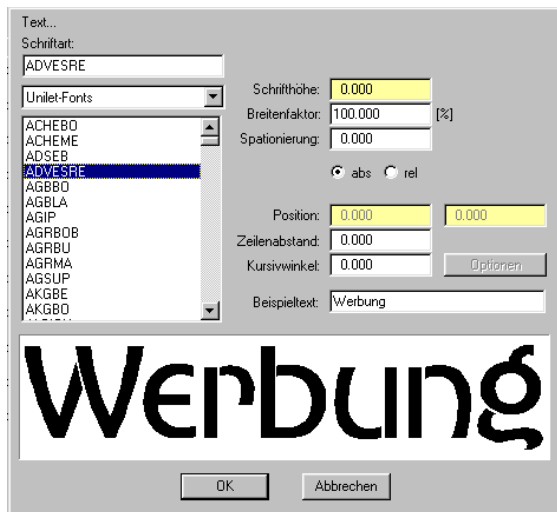 Text...
Schriftart:
ADVESRE
Unilet-Fonts
ACHEBO
ACHEME
ADSEB
ADVESRE
AGBBO
AGBLA
AGIP
AGRBOB
AGRBU
AGRMA
AGSUP
AKGBE
AKGBO
Schrifthöhe: 0.000
Breitenfaktor: 100.000 [%]
Spationierung: 0.000
abs rel
Position: 0.000 0.000
Zeilenabstand: 0.000
Kursivwinkel: 0.000 Optionen
Beispieltext: Werbung
Werbung
OK Abbrechen